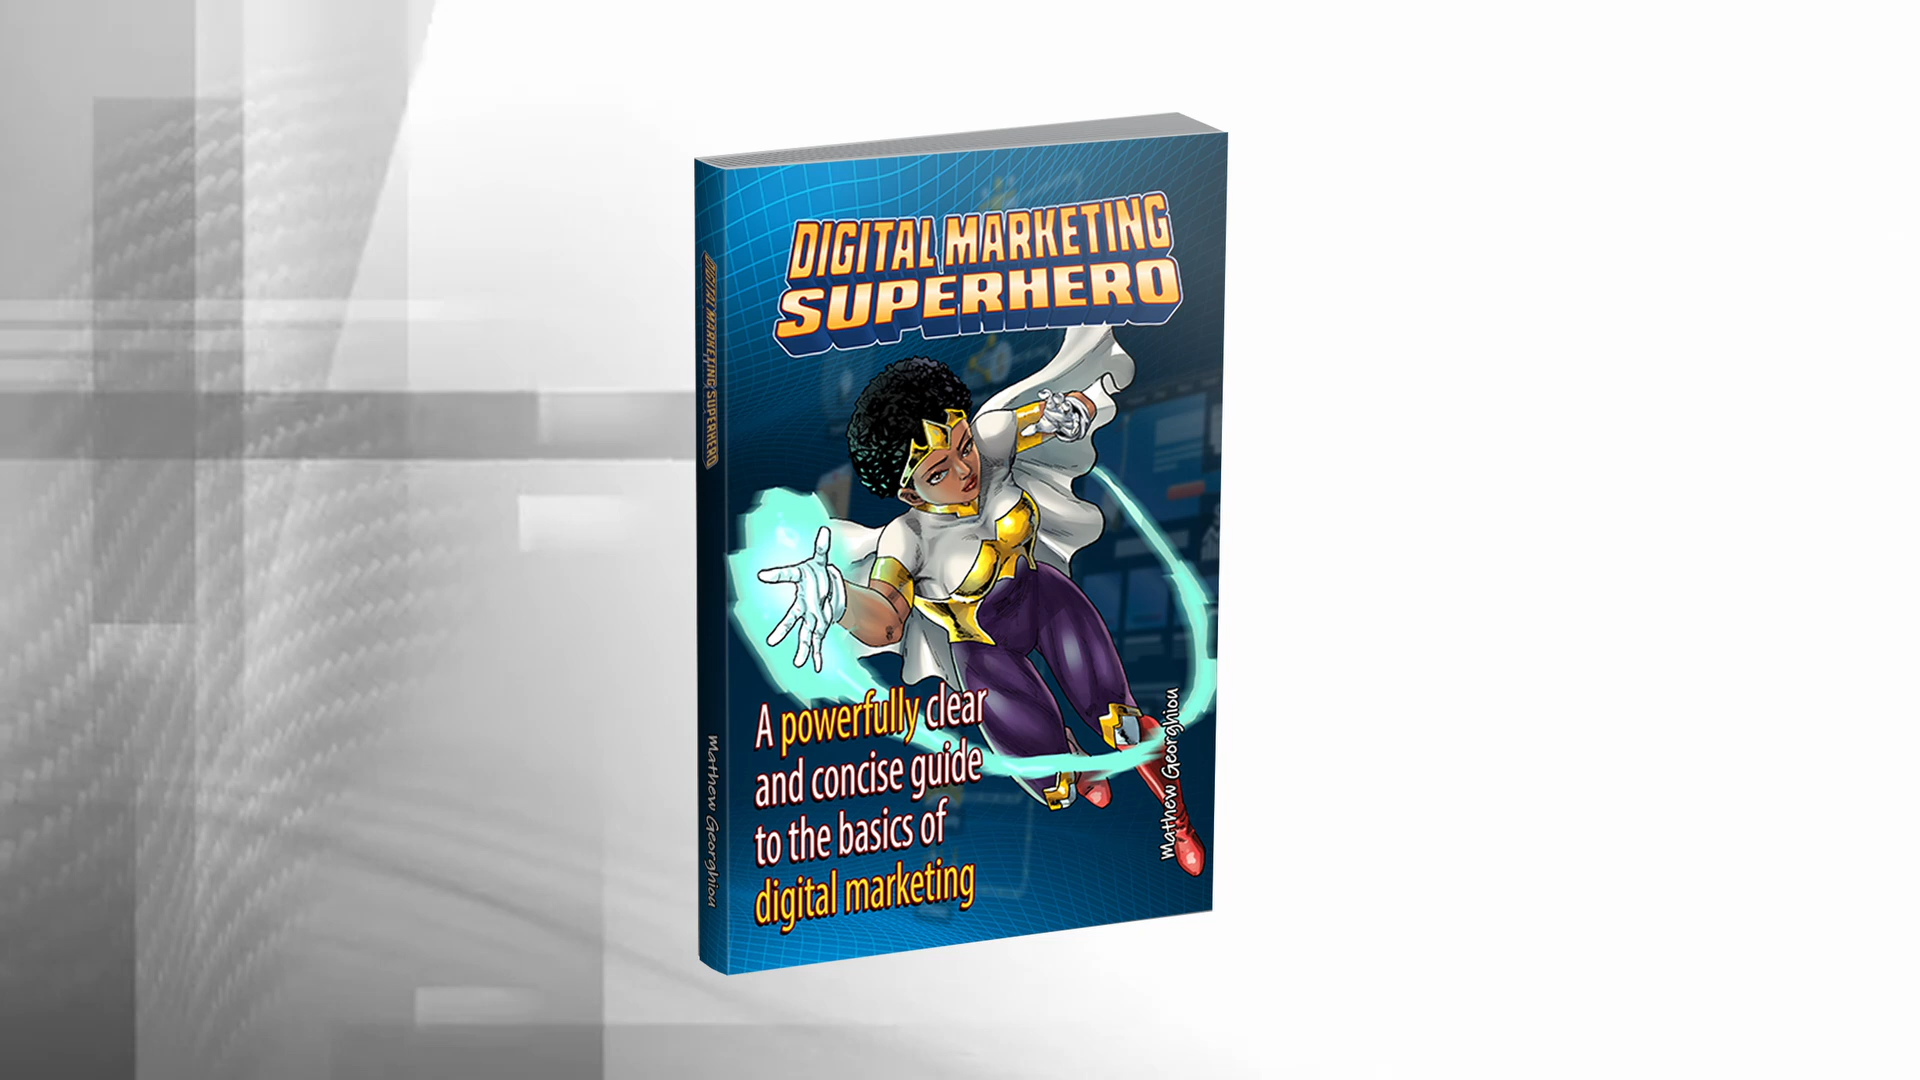 DIGITAL MARKETING
SUPERHERO
A powerfully clear
and concise guide
to the basics of
digital marketing
Mathew Georghiou
DIGITAL MARKETING SUPERHERO
Mathew Georghiou